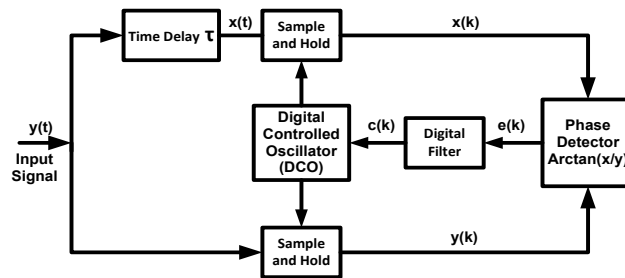 x(t)
x(k)
Time Delay τ
Sample
and Hold
y(t)
Input
Signal
Digital
Controlled
Oscillator
(DCO)
c(k)
Digital
Filter
e(k)
Phase
Detector
Arctan(x/y)
Sample
and Hold
y(k)